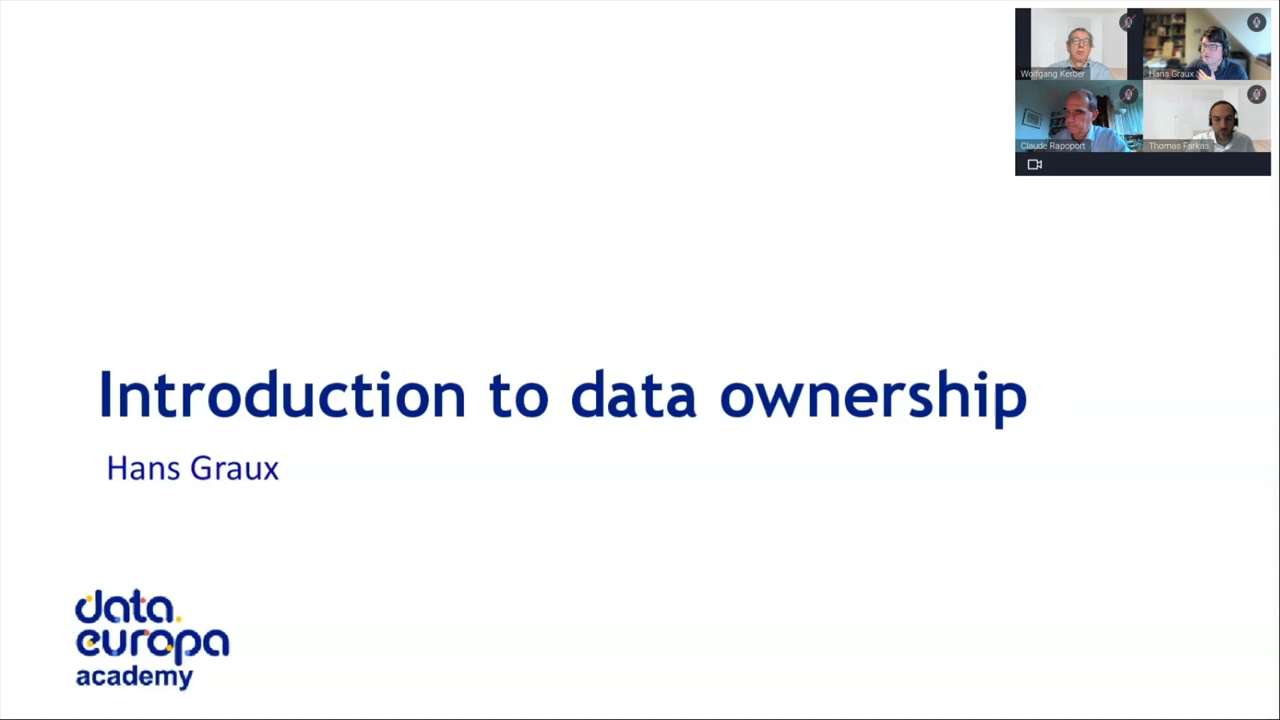 Wolfgang Kerber
Hans Graux
Claude Rapoport
Thomas Farkas
Introduction to data ownership
Hans Graux
data.
europa
academy